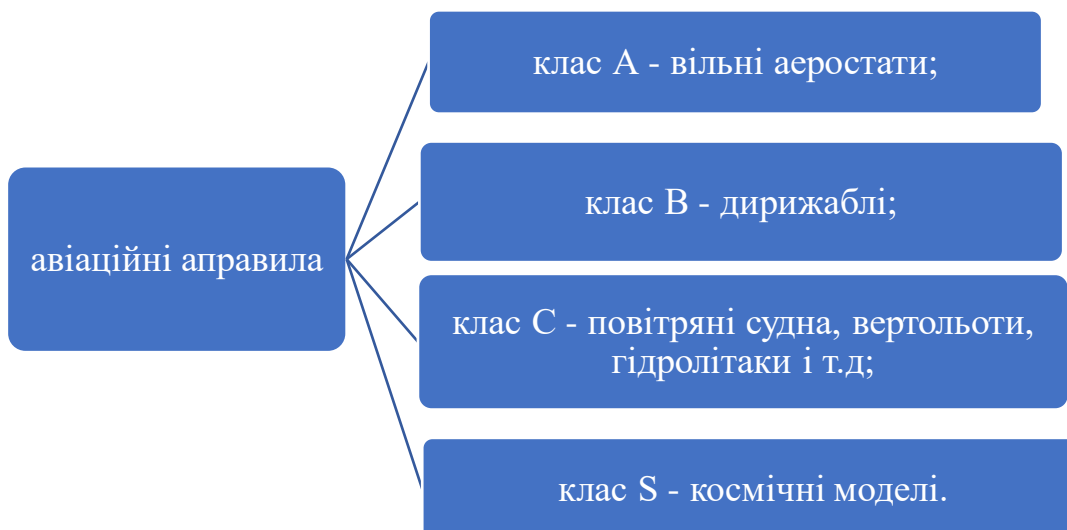 клас А - вільні аеростати;
клас В - дирижаблі;
авіаційні аправила
клас С - повітряні судна, вертольоти,
гідролітаки і т.д;
клас S - космічні моделі.